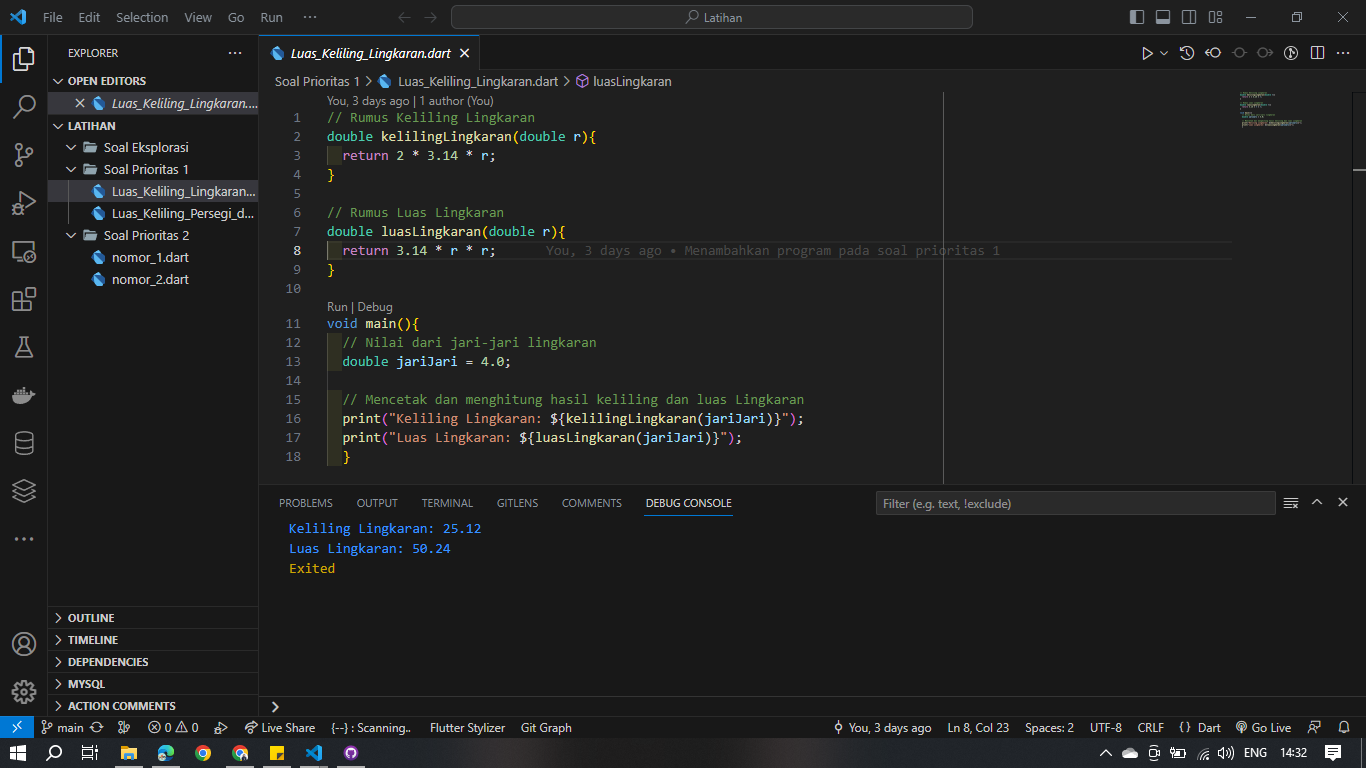 File Edit Selection View Go Run ··· Latihan
EXPLORER ···
OPEN EDITORS
Luas_Keliling_Lingkaran....
LATIHAN
Soal Eksplorasi
Soal Prioritas 1
Luas_Keliling_Lingkaran...
Luas_Keliling_Persegi_d...
Soal Prioritas 2
nomor_1.dart
nomor_2.dart
OUTLINE
TIMELINE
DEPENDENCIES
MYSQL
ACTION COMMENTS
Luas_Keliling_Lingkaran.dart
Soal Prioritas 1 > Luas_Keliling_Lingkaran.dart > luasLingkaran
You, 3 days ago | 1 author (You)
1 // Rumus Keliling Lingkaran
2 double kelilingLingkaran(double r){
3 return 2 * 3.14 * r;
4 }
5
6 // Rumus Luas Lingkaran
7 double luasLingkaran(double r){
8 return 3.14 * r * r; You, 3 days ago • Menambahkan program pada soal prioritas 1
9 }
10
Run | Debug
11 void main(){
12 // Nilai dari jari-jari lingkaran
13 double jariJari = 4.0;
14
15 // Mencetak dan menghitung hasil keliling dan luas Lingkaran
16 print("Keliling Lingkaran: ${kelilingLingkaran(jariJari)}");
17 print("Luas Lingkaran: ${luasLingkaran(jariJari)}");
18 }
PROBLEMS OUTPUT TERMINAL GITLENS COMMENTS DEBUG CONSOLE Filter (e.g. text, !exclude)
Keliling Lingkaran: 25.12
Luas Lingkaran: 50.24
Exited
main 0 0 Live Share {--} : Scanning.. Flutter Stylizer Git Graph You, 3 days ago Ln 8, Col 23 Spaces: 2 UTF-8 CRLF { } Dart Go Live
ENG 14:32